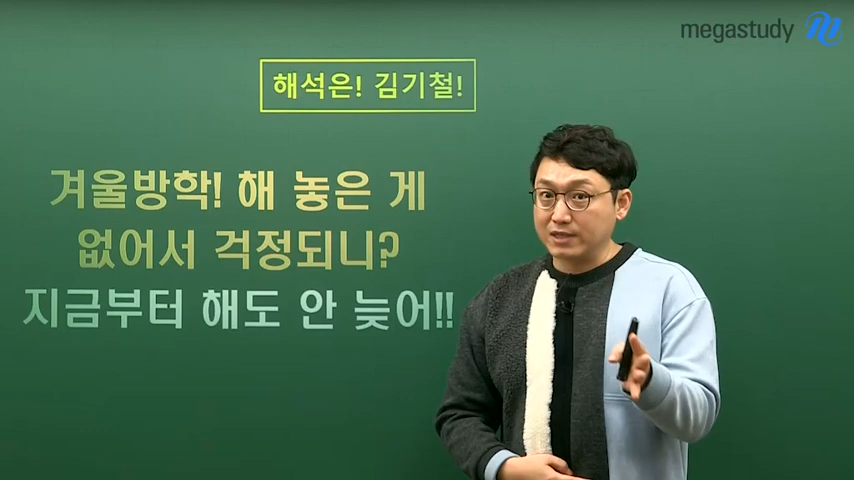 megastudy
해석은! 김기철!
겨울방학! 해 놓은 게
없어서 걱정되니?
지금부터 해도 안 늦어!!